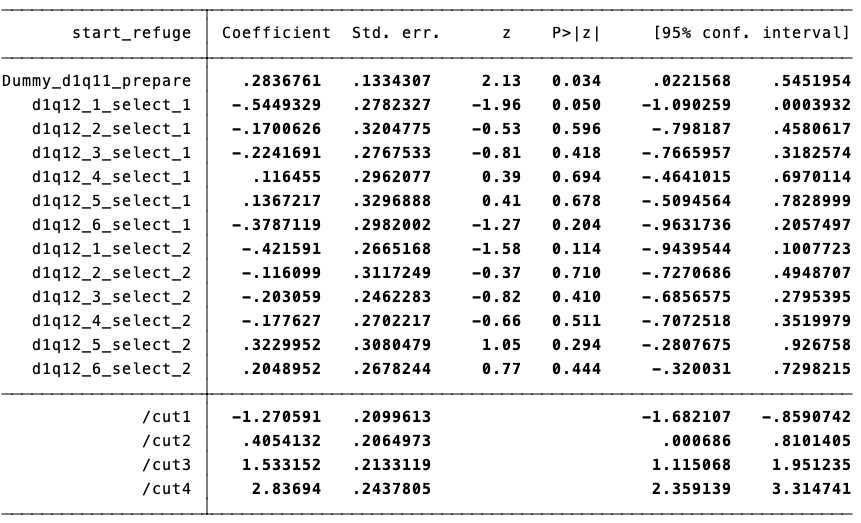 start_refuge Coefficient Std. err. z P>|z| [95% conf. interval]
Dummy_d1q11_prepare .2836761 .1334307 2.13 0.034 .0221568 .5451954
d1q12_1_select_1 -.5449329 .2782327 -1.96 0.050 -1.090259 .0003932
d1q12_2_select_1 -.1700626 .3204775 -0.53 0.596 -.798187 .4580617
d1q12_3_select_1 -.2241691 .2767533 -0.81 0.418 -.7665957 .3182574
d1q12_4_select_1 .116455 .2962077 0.39 0.694 -.4641015 .6970114
d1q12_5_select_1 .1367217 .3296888 0.41 0.678 -.5094564 .7828999
d1q12_6_select_1 -.3787119 .2982002 -1.27 0.204 -.9631736 .2057497
d1q12_1_select_2 -.421591 .2665168 -1.58 0.114 -.9439544 .1007723
d1q12_2_select_2 -.116099 .3117249 -0.37 0.710 -.7270686 .4948707
d1q12_3_select_2 -.203059 .2462283 -0.82 0.410 -.6856575 .2795395
d1q12_4_select_2 -.177627 .2702217 -0.66 0.511 -.7072518 .3519979
d1q12_5_select_2 .3229952 .3080479 1.05 0.294 -.2807675 .926758
d1q12_6_select_2 .2048952 .2678244 0.77 0.444 -.320031 .7298215
/cut1 -1.270591 .2099613 -1.682107 -.8590742
/cut2 .4054132 .2064973 .000686 .8101405
/cut3 1.533152 .2133119 1.115068 1.951235
/cut4 2.83694 .2437805 2.359139 3.314741